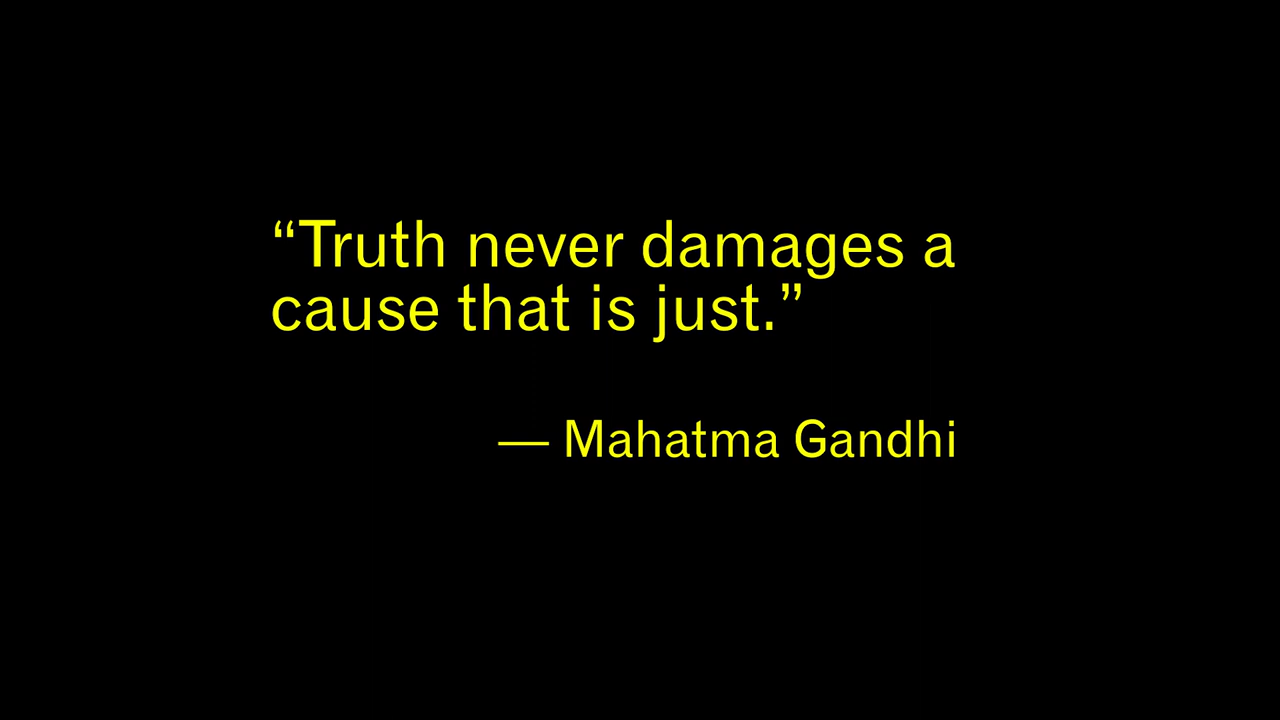 “Truth never damages a
cause that is just.”
— Mahatma Gandhi